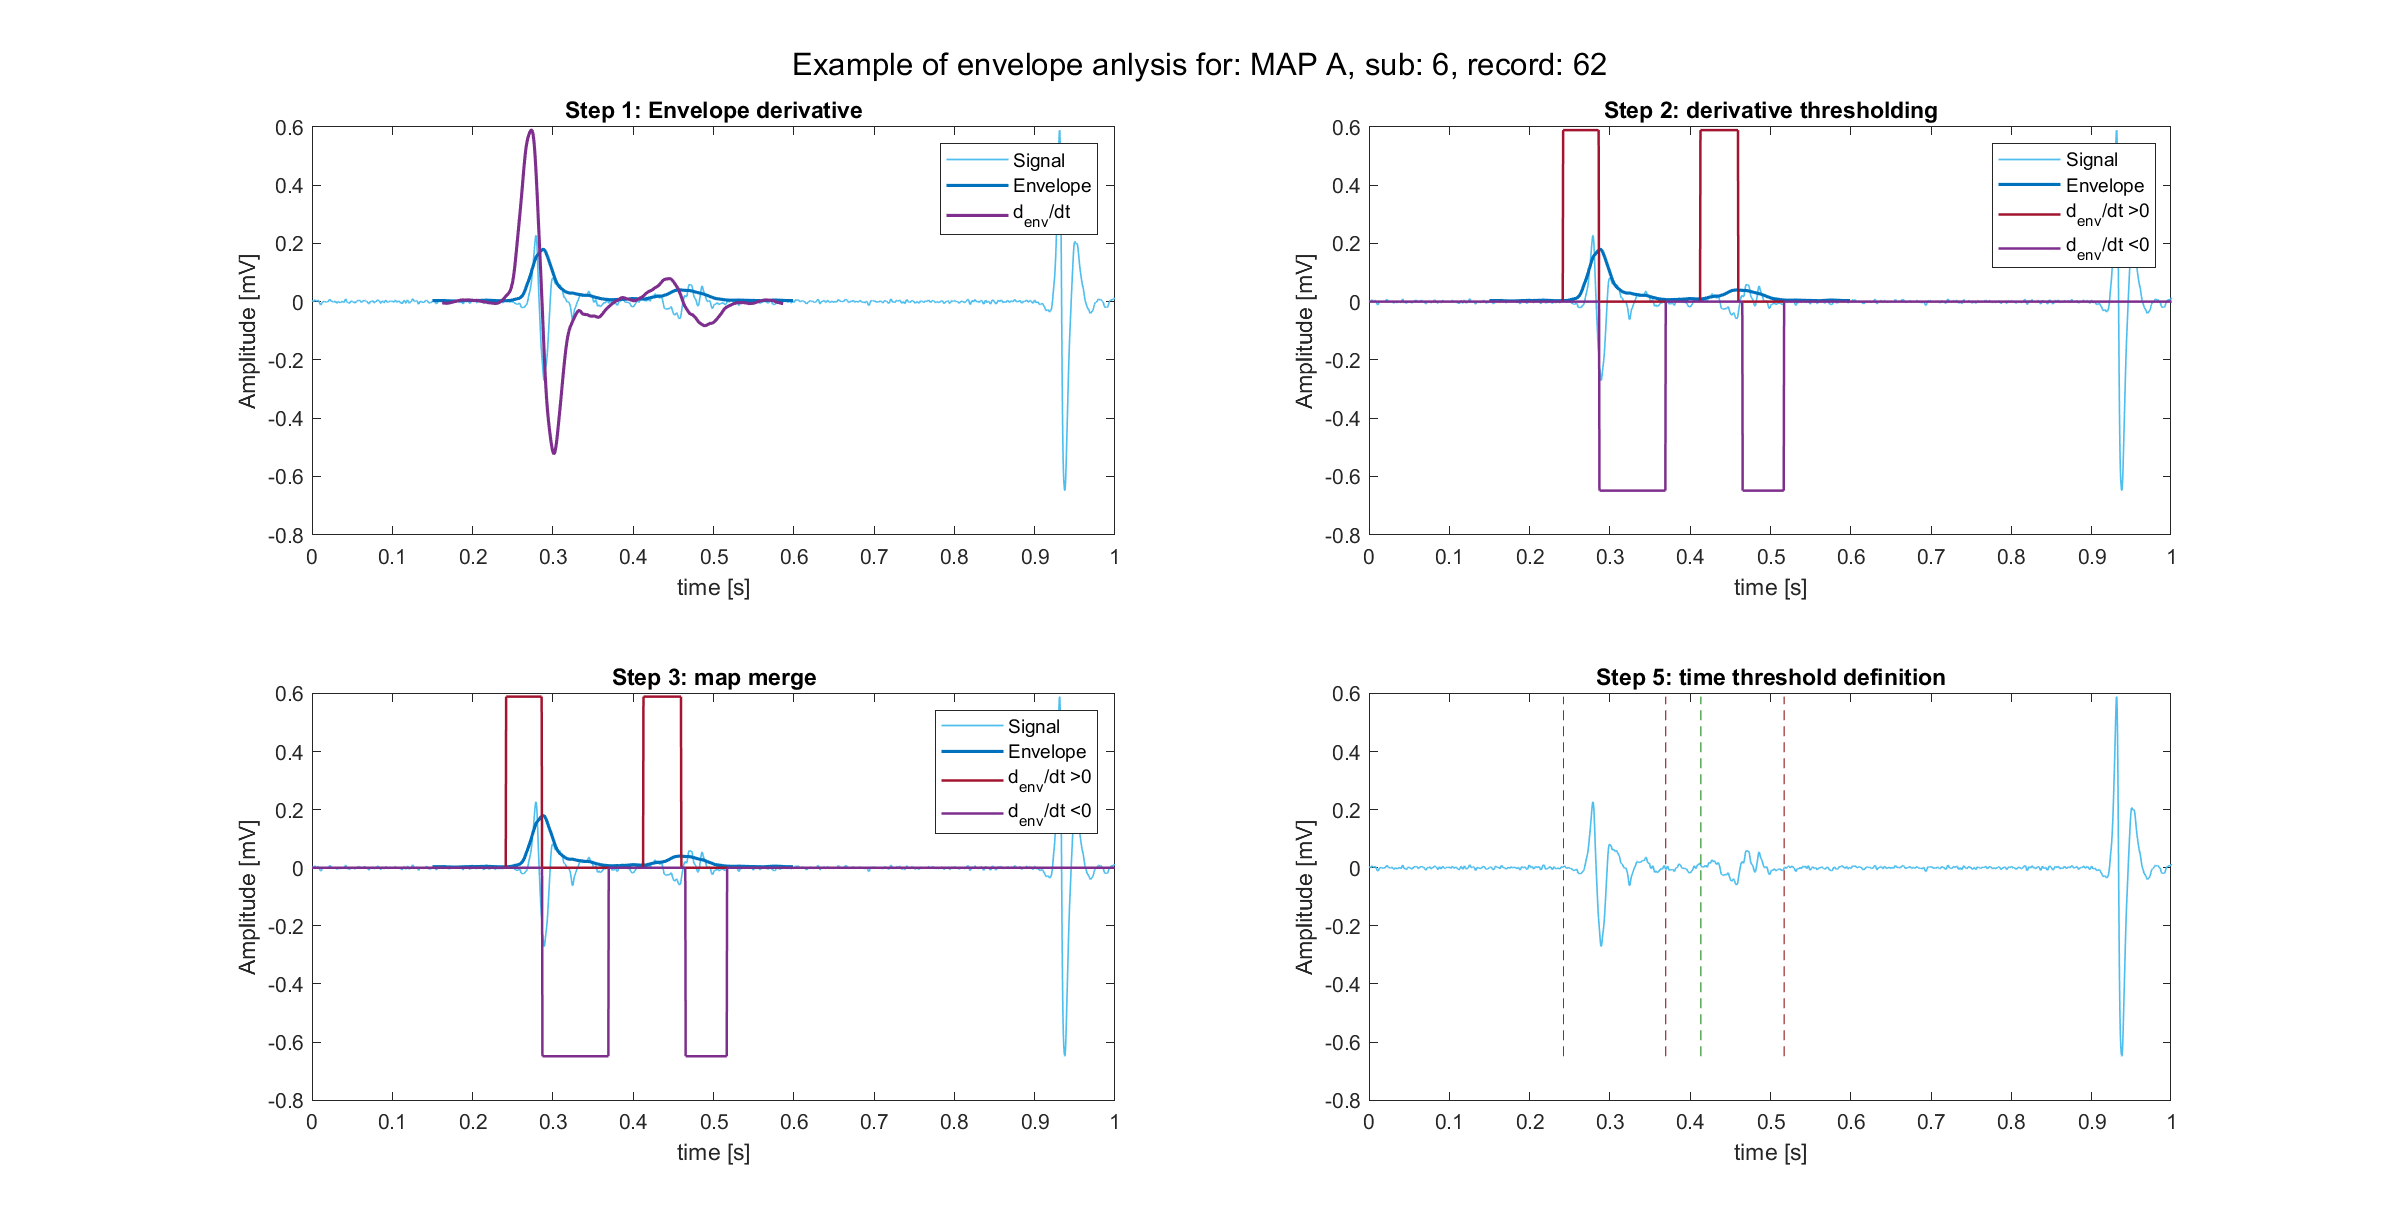 Example of envelope anlysis for: MAP A, sub: 6, record: 62
Step 1: Envelope derivative
0.6
0.4
0.2
0
-0.2
-0.4
-0.6
-0.8
Amplitude [mV]
Signal
Envelope
d_env/dt
0 0.1 0.2 0.3 0.4 0.5 0.6 0.7 0.8 0.9 1
time [s]
Step 2: derivative thresholding
0.6
0.4
0.2
0
-0.2
-0.4
-0.6
-0.8
Amplitude [mV]
Signal
Envelope
d_env/dt >0
d_env/dt <0
0 0.1 0.2 0.3 0.4 0.5 0.6 0.7 0.8 0.9 1
time [s]
Step 3: map merge
0.6
0.4
0.2
0
-0.2
-0.4
-0.6
-0.8
Amplitude [mV]
Signal
Envelope
d_env/dt >0
d_env/dt <0
0 0.1 0.2 0.3 0.4 0.5 0.6 0.7 0.8 0.9 1
time [s]
Step 5: time threshold definition
0.6
0.4
0.2
0
-0.2
-0.4
-0.6
-0.8
Amplitude [mV]
0 0.1 0.2 0.3 0.4 0.5 0.6 0.7 0.8 0.9 1
time [s]